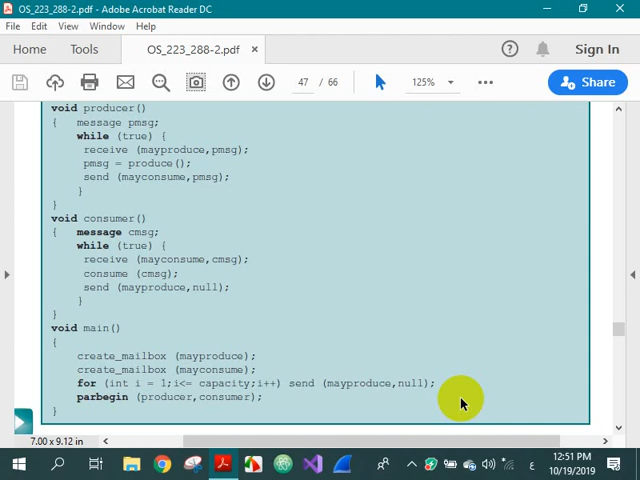 OS_223_288-2.pdf - Adobe Acrobat Reader DC
File Edit View Window Help
Home Tools OS_223_288-2.pdf × Sign In
47 / 66 125% Share
void producer()
{ message pmsg;
while (true) {
receive (mayproduce,pmsg);
pmsg = produce();
send (mayconsume,pmsg);
}
}
void consumer()
{ message cmsg;
while (true) {
receive (mayconsume,cmsg);
consume (cmsg);
send (mayproduce,null);
}
}
void main()
{
create_mailbox (mayproduce);
create_mailbox (mayconsume);
for (int i = 1;i<= capacity;i++) send (mayproduce,null);
parbegin (producer,consumer);
}
7.00 x 9.12 in
12:51 PM
ع
10/19/2019